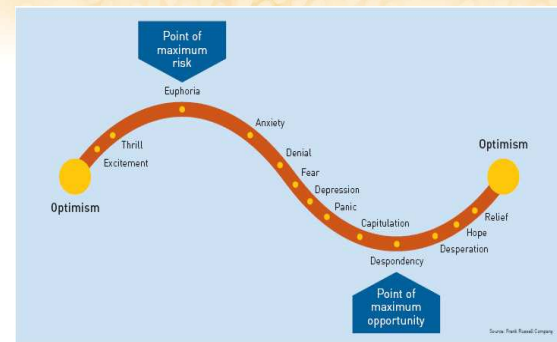 Point of
maximum
risk
Euphoria
Anxiety
Thrill
Denial
Optimism
Excitement
Fear
Depression
Optimism
Panic
Relief
Capitulation
Hope
Desperation
Despondency
Point of
maximum
opportunity
Source: Frank Russell Company